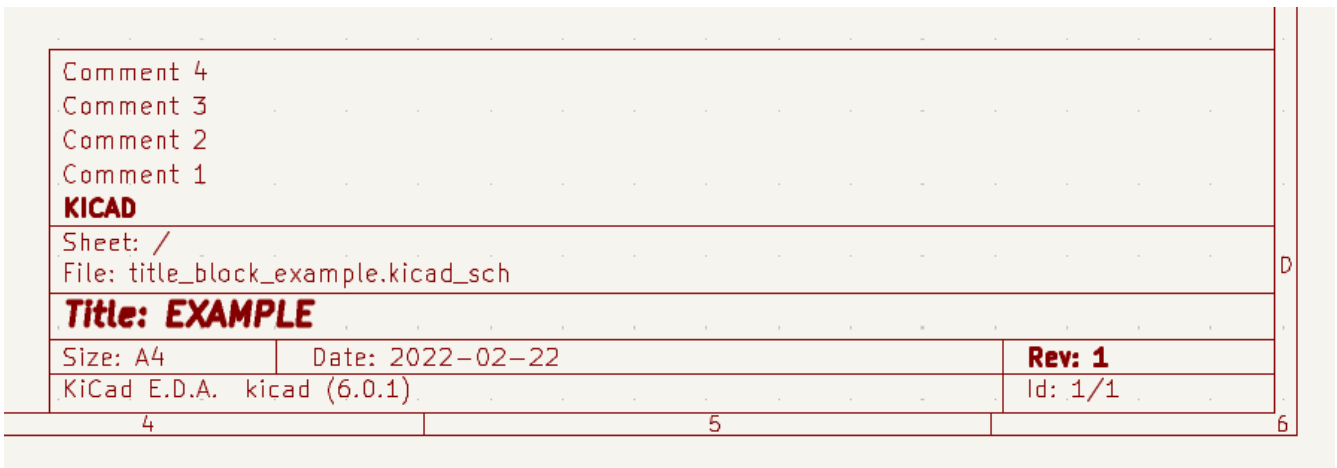 Comment 4
Comment 3
Comment 2
Comment 1
KICAD
Sheet: /
File: title_block_example.kicad_sch
D
Title: EXAMPLE
Size: A4 Date: 2022-02-22 Rev: 1
KiCad E.D.A. kicad (6.0.1) Id: 1/1
4 5 6